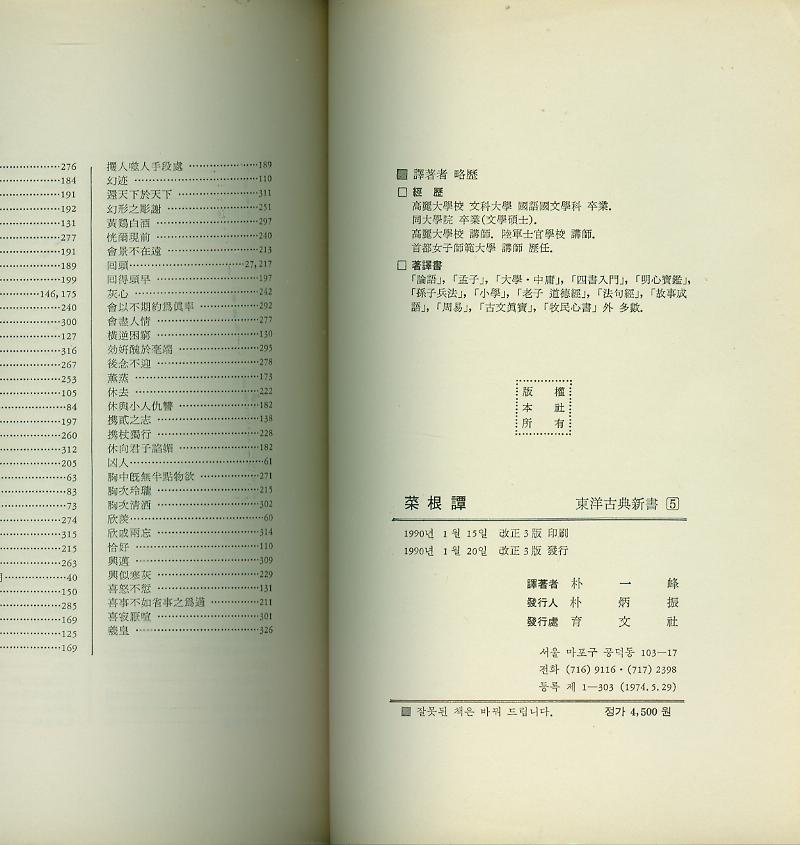 276
184
191
192
131
277
191
189
199
146, 175
240
300
127
316
267
253
105
84
197
260
312
205
63
83
73
274
315
215
263
40
150
285
169
125
169
攫人噬人手段處 189
幻迹 110
還天下於天下 311
幻形之彫謝 251
黃鷄白酒 297
恍爾現前 240
會景不在遠 213
回頭 27, 217
回得頭早 197
灰心 242
會以不期約爲眞率 292
會盡人情 277
橫逆困窮 130
効姸醜於毫端 295
後念不迎 278
薰蒸 173
休去 222
休與小人仇讐 182
携貳之志 138
携杖獨行 228
休向君子諂媚 182
凶人 61
胸中旣無半點物欲 271
胸次玲瓏 215
胸次淸洒 302
欣羨 60
欣戚兩忘 314
恰好 110
興邁 309
興似寒灰 229
喜怒不愆 131
喜事不如省事之爲適 211
喜寂厭喧 301
羲皇 326
■ 譯著者 略歷
□ 經 歷
高麗大學校 文科大學 國語國文學科 卒業.
同大學院 卒業(文學碩士).
高麗大學校 講師. 陸軍士官學校 講師.
首都女子師範大學 講師 歷任.
□ 著譯書
「論語」, 「孟子」, 「大學・中庸」, 「四書入門」, 「明心寶鑑」,
「孫子兵法」, 「小學」, 「老子 道德經」, 「法句經」, 「故事成
語」, 「周易」, 「古文眞寶」, 「牧民心書」 外 多數.
版 權
本 社
所 有
菜根譚 東洋古典新書 5
1990년 1월 15일 改正 3版 印刷
1990년 1월 20일 改正 3版 發行
譯著者 朴 一 峰
發行人 朴 炳 振
發行處 育 文 社
서울 마포구 공덕동 103—17
전화 (716) 9116・(717) 2398
등록 제 1—303 (1974. 5. 29)
■ 잘못된 책은 바꿔 드립니다. 정가 4,500 원